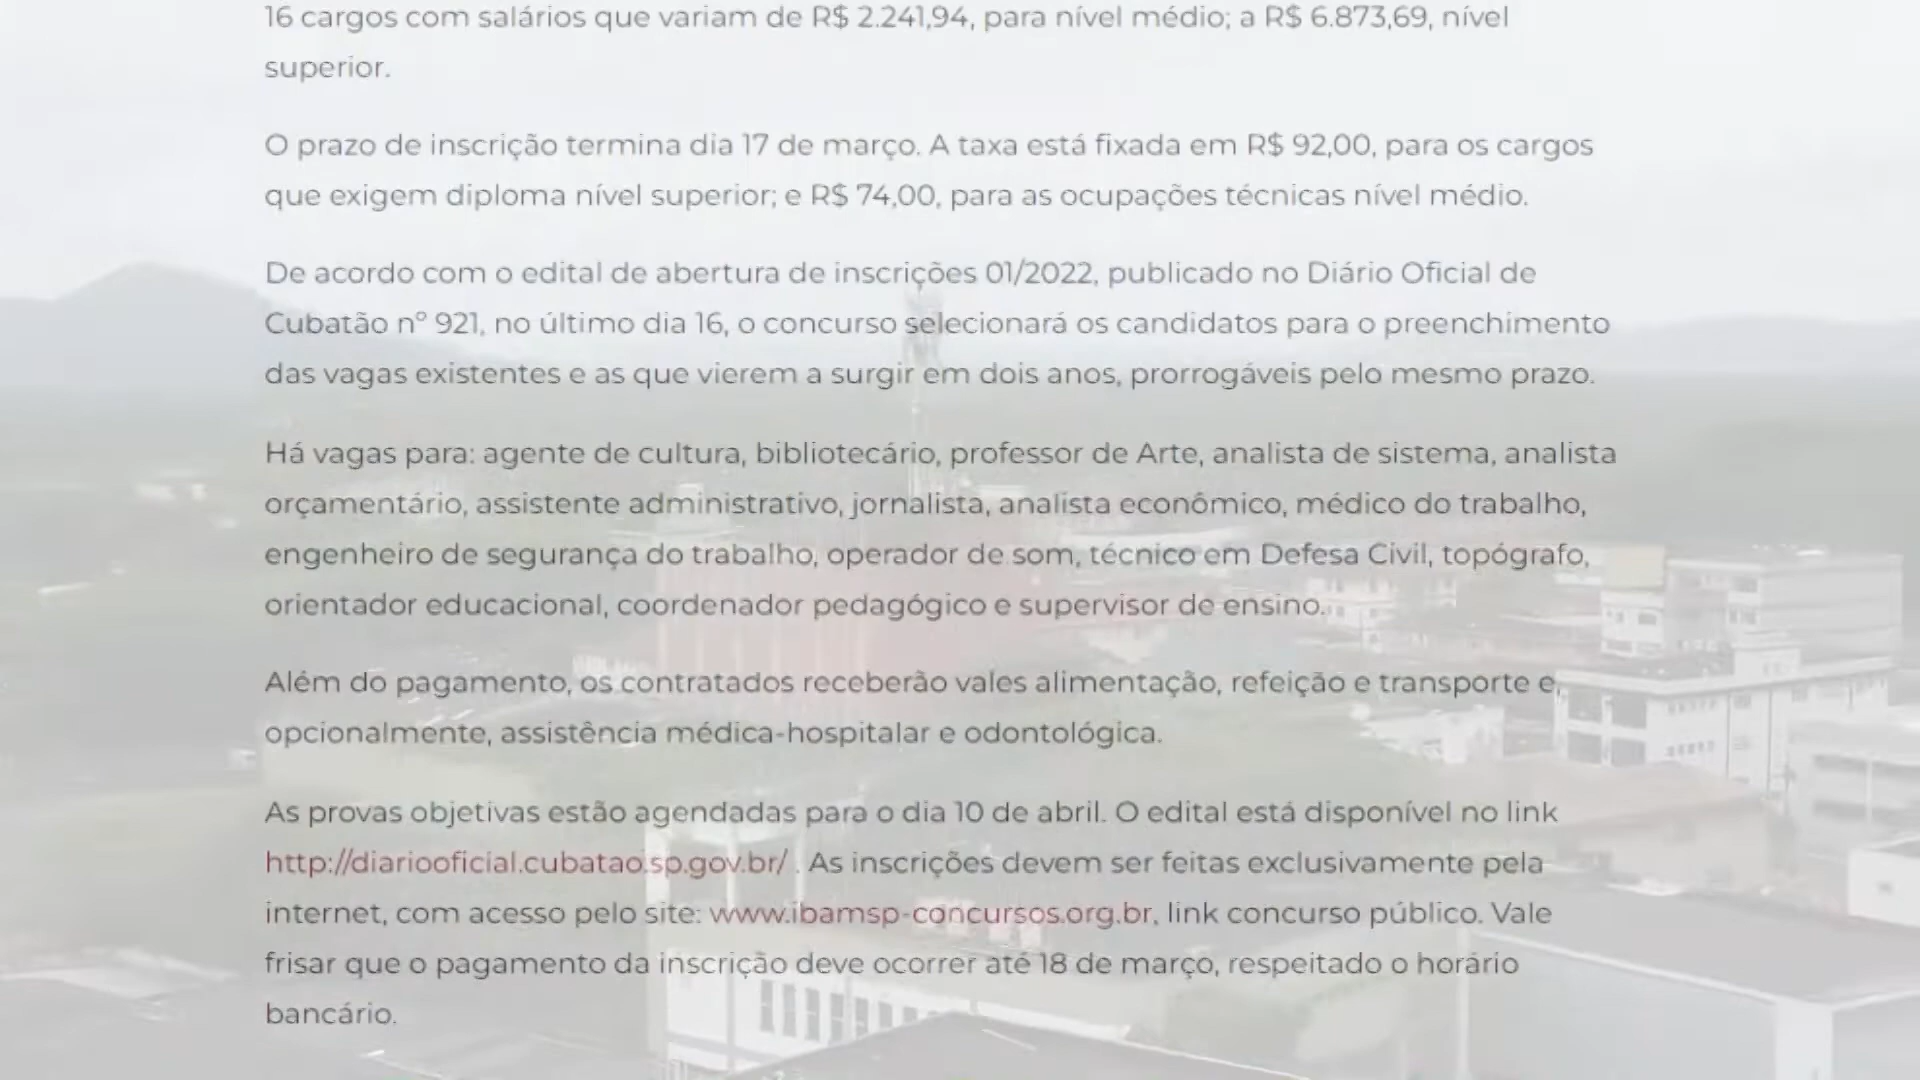 16 cargos com salários que variam de R$ 2.241,94, para nível médio; a R$ 6.873,69, nível
superior.
O prazo de inscrição termina dia 17 de março. A taxa está fixada em R$ 92,00, para os cargos
que exigem diploma nível superior; e R$ 74,00, para as ocupações técnicas nível médio.
De acordo com o edital de abertura de inscrições 01/2022, publicado no Diário Oficial de
Cubatão nº 921, no último dia 16, o concurso selecionará os candidatos para o preenchimento
das vagas existentes e as que vierem a surgir em dois anos, prorrogáveis pelo mesmo prazo.
Há vagas para: agente de cultura, bibliotecário, professor de Arte, analista de sistema, analista
orçamentário, assistente administrativo, jornalista, analista econômico, médico do trabalho,
engenheiro de segurança do trabalho, operador de som, técnico em Defesa Civil, topógrafo,
orientador educacional, coordenador pedagógico e supervisor de ensino.
Além do pagamento, os contratados receberão vales alimentação, refeição e transporte e,
opcionalmente, assistência médica-hospitalar e odontológica.
As provas objetivas estão agendadas para o dia 10 de abril. O edital está disponível no link
http://diariooficial.cubatao.sp.gov.br/ . As inscrições devem ser feitas exclusivamente pela
internet, com acesso pelo site: www.ibamsp-concursos.org.br, link concurso público. Vale
frisar que o pagamento da inscrição deve ocorrer até 18 de março, respeitado o horário
bancário.